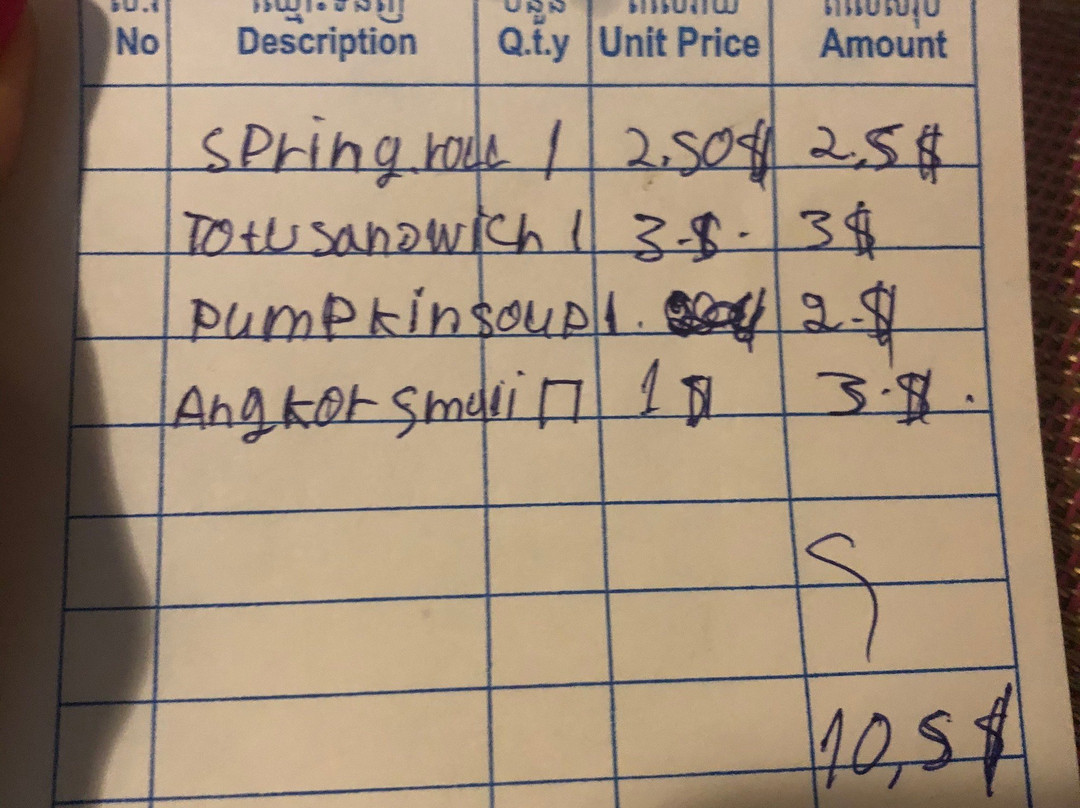 No Description Q.t.y Unit Price Amount
Spring roll 1 2.50$ 2.5$
Tofu sandwich 1 3-$. 3$
Pumpkin soup 1. 2-$
Angkor small 1$ 3.$.
10,5$